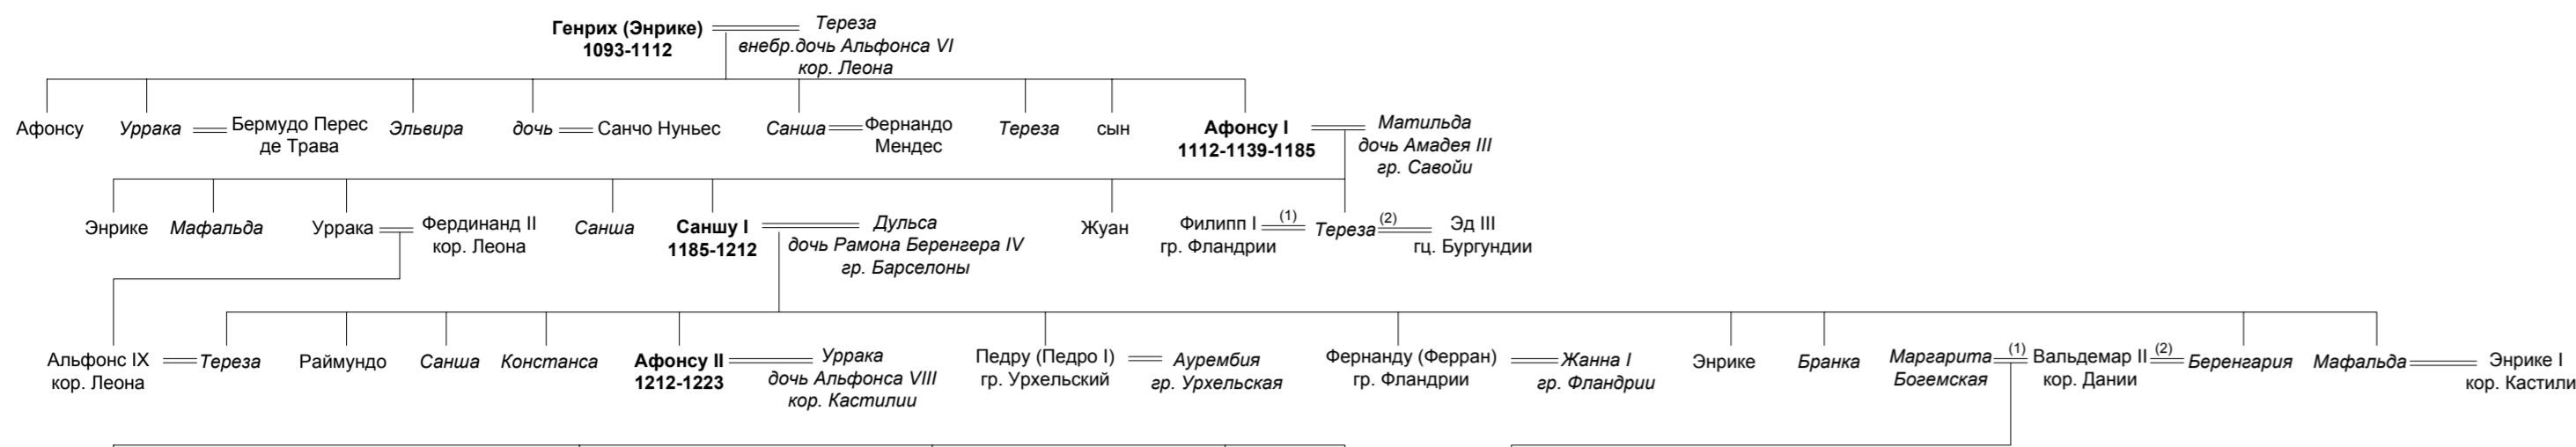 Генрих (Энрике)
1093-1112
Тереза
внебр.дочь Альфонса VI
кор. Леона
Афонсу
Уррака
Бермудо Перес
де Трава
Эльвира
дочь
Санчо Нуньес
Санша
Фернандо
Мендес
Тереза
сын
Афонсу I
1112-1139-1185
Матильда
дочь Амадея III
гр. Савойи
Энрике
Мафальда
Уррака
Фердинанд II
кор. Леона
Санша
Саншу I
1185-1212
Дульса
дочь Рамона Беренгера IV
гр. Барселоны
Жуан
Филипп I
гр. Фландрии
(1)
Тереза
(2)
Эд III
гц. Бургундии
Альфонс IX
кор. Леона
Тереза
Раймундо
Санша
Констанса
Афонсу II
1212-1223
Уррака
дочь Альфонса VIII
кор. Кастилии
Педру (Педро I)
гр. Урхельский
Аурембия
гр. Урхельская
Фернанду (Ферран)
гр. Фландрии
Жанна I
гр. Фландрии
Энрике
Бранка
Маргарита
Богемская
(1)
Вальдемар II
кор. Дании
(2)
Беренгария
Мафальда
Энрике I
кор. Кастили